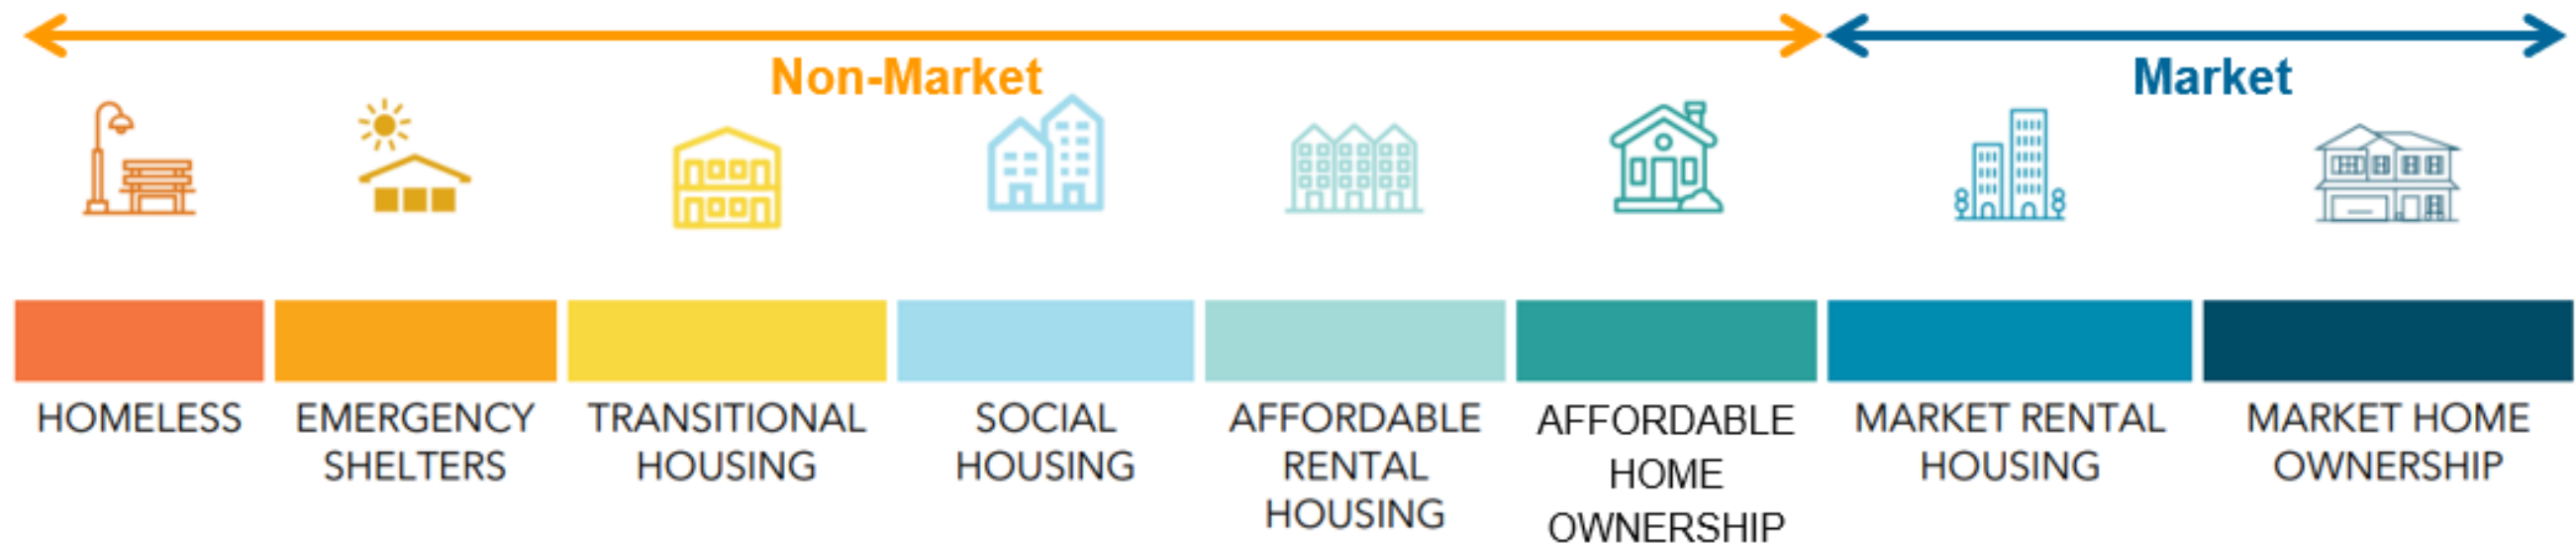 Non-Market
Market
HOMELESS
EMERGENCY
SHELTERS
TRANSITIONAL
HOUSING
SOCIAL
HOUSING
AFFORDABLE
RENTAL
HOUSING
AFFORDABLE
HOME
OWNERSHIP
MARKET RENTAL
HOUSING
MARKET HOME
OWNERSHIP